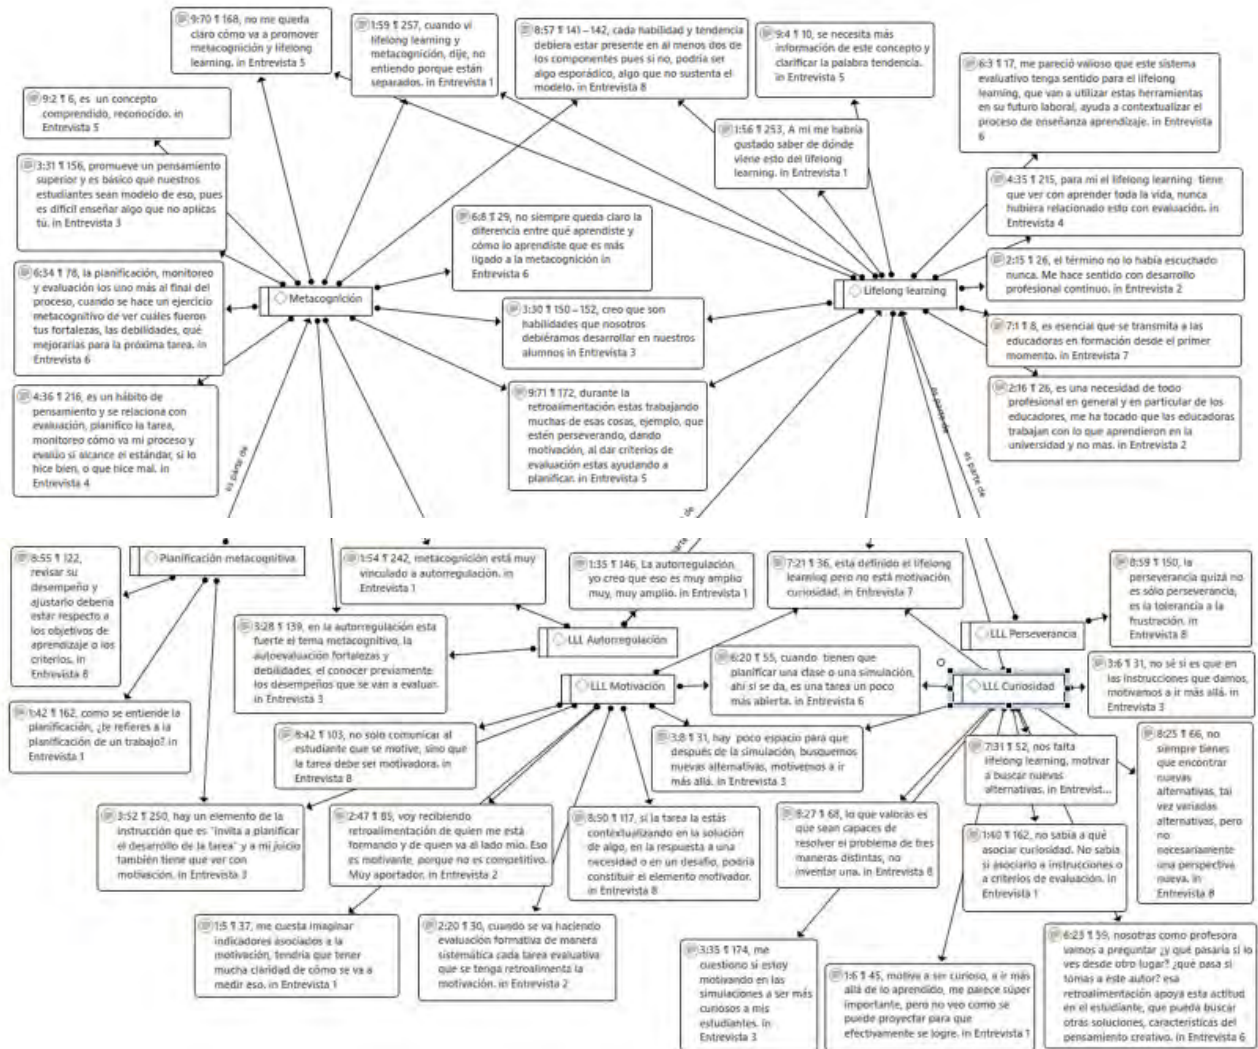 9:70 ¶ 168, no me queda
claro cómo va a promover
metacognición y lifelong
learning. in Entrevista 5
1:59 ¶ 257, cuando vi
lifelong learning y
metacognición, dije, no
entiendo porque están
separados. in Entrevista 1
8:57 ¶ 141 – 142, cada habilidad y tendencia
debiera estar presente en al menos dos de
los componentes pues si no, podría ser
algo esporádico, algo que no sustenta el
modelo. in Entrevista 8
9:4 ¶ 10, se necesita más
información de este concepto y
clarificar la palabra tendencia.
in Entrevista 5
6:3 ¶ 17, me pareció valioso que este sistema
evaluativo tenga sentido para el lifelong
learning, que van a utilizar estas herramientas
en su futuro laboral, ayuda a contextualizar el
proceso de enseñanza aprendizaje. in Entrevista
6
9:2 ¶ 6, es un concepto
comprendido, reconocido. in
Entrevista 5
1:56 ¶ 253, A mi me habría
gustado saber de dónde
viene esto del lifelong
learning. in Entrevista 1
3:31 ¶ 156, promueve un pensamiento
superior y es básico que nuestros
estudiantes sean modelo de eso, pues
es difícil enseñar algo que no aplicas
tú. in Entrevista 3
4:35 ¶ 215, para mi el lifelong learning tiene
que ver con aprender toda la vida, nunca
hubiera relacionado esto con evaluación. in
Entrevista 4
6:8 ¶ 29, no siempre queda claro la
diferencia entre qué aprendiste y
cómo lo aprendiste que es más
ligado a la metacognición in
Entrevista 6
2:15 ¶ 26, el término no lo había escuchado
nunca. Me hace sentido con desarrollo
profesional continuo. in Entrevista 2
6:34 ¶ 78, la planificación, monitoreo
y evaluación los uno más al final del
proceso, cuando se hace un ejercicio
metacognitivo de ver cuáles fueron
tus fortalezas, las debilidades, qué
mejorarías para la próxima tarea. in
Entrevista 6
Metacognición
Lifelong learning
3:30 ¶ 150 – 152, creo que son
habilidades que nosotros
debiéramos desarrollar en nuestros
alumnos in Entrevista 3
7:1 ¶ 8, es esencial que se transmita a las
educadoras en formación desde el primer
momento. in Entrevista 7
4:36 ¶ 216, es un hábito de
pensamiento y se relaciona con
evaluación, planifico la tarea,
monitoreo cómo va mi proceso y
evalúo si alcance el estándar, si lo
hice bien, o que hice mal. in
Entrevista 4
9:71 ¶ 172, durante la
retroalimentación estas trabajando
muchas de esas cosas, ejemplo, que
estén perseverando, dando
motivación, al dar criterios de
evaluación estas ayudando a
planificar. in Entrevista 5
2:16 ¶ 26, es una necesidad de todo
profesional en general y en particular de los
educadores, me ha tocado que las educadoras
trabajan con lo que aprendieron en la
universidad y no mas. in Entrevista 2
es parte de
de
es parte de
es parte de
8:55 ¶ 122,
revisar su
desempeño y
ajustarlo debería
estar respecto a
los objetivos de
aprendizaje o los
criterios. in
Entrevista 8
Planificación metacognitiva
1:54 ¶ 242, metacognición está muy
vinculado a autorregulación. in
Entrevista 1
1:35 ¶ 146, La autorregulación
yo creo que eso es muy amplio
muy, muy amplio. in Entrevista 1
7:21 ¶ 36, esta definido el lifelong
learning pero no está motivación
curiosidad. in Entrevista 7
8:59 ¶ 150, la
perseverancia quizá no
es sólo perseverancia,
es la tolerancia a la
frustración. in
Entrevista 8
3:28 ¶ 139, en la autorregulación esta
fuerte el tema metacognitivo, la
autoevaluación fortalezas y
debilidades, el conocer previamente
los desempeños que se van a evaluar.
in Entrevista 3
LLL Autorregulación
LLL Perseverancia
6:20 ¶ 55, cuando tienen que
planificar una clase o una simulación,
ahí si se da, es una tarea un poco
más abierta. in Entrevista 6
3:6 ¶ 31, no sé si es que en
las instrucciones que damos,
motivamos a ir más allá. in
Entrevista 3
LLL Motivación
LLL Curiosidad
1:42 ¶ 162, como se entiende la
planificación, ¿te refieres a la
planificación de un trabajo? in
Entrevista 1
8:42 ¶ 103, no solo comunicar al
estudiante que se motive, sino que
la tarea debe ser motivadora. in
Entrevista 8
3:8 ¶ 31, hay poco espacio para que
después de la simulación, busquemos
nuevas alternativas, motivemos a ir
más allá. in Entrevista 3
7:31 ¶ 52, nos falta
lifelong learning, motivar
a buscar nuevas
alternativas. in Entrevist...
8:25 ¶ 66, no
siempre tienes
que encontrar
nuevas
alternativas, tal
vez variadas
alternativas, pero
no
necesariamente
una perspectiva
nueva. in
Entrevista 8
3:52 ¶ 250, hay un elemento de la
instrucción que es "invita a planificar
el desarrollo de la tarea" y a mi juicio
también tiene que ver con
motivación. in Entrevista 3
2:47 ¶ 85, voy recibiendo
retroalimentación de quien me está
formando y de quien va al lado mío. Eso
es motivante, porque no es competitivo.
Muy aportador. in Entrevista 2
8:50 ¶ 117, si la tarea la estás
contextualizando en la solución
de algo, en la respuesta a una
necesidad o en un desafío, podría
constituir el elemento motivador.
in Entrevista 8
8:27 ¶ 68, lo que valoras es
que sean capaces de
resolver el problema de tres
maneras distintas, no
inventar una. in Entrevista 8
1:40 ¶ 162, no sabía a qué
asociar curiosidad. No sabía
si asociarlo a instrucciones o
a criterios de evaluación. in
Entrevista 1
1:5 ¶ 37, me cuesta imaginar
indicadores asociados a la
motivación, tendría que tener
mucha claridad de cómo se va a
medir eso. in Entrevista 1
2:20 ¶ 30, cuando se va haciendo
evaluación formativa de manera
sistemática cada tarea evaluativa
que se tenga retroalimenta la
motivación. in Entrevista 2
3:35 ¶ 174, me
cuestiono si estoy
motivando en las
simulaciones a ser más
curiosos a mis
estudiantes. in
Entrevista 3
1:6 ¶ 45, motiva a ser curioso, a ir más
allá de lo aprendido, me parece súper
importante, pero no veo como se
puede proyectar para que
efectivamente se logre. in Entrevista 1
6:23 ¶ 59, nosotras como profesora
vamos a preguntar ¿y qué pasaría si lo
ves desde otro lugar? ¿qué pasa si
tomas a este autor? esa
retroalimentación apoya esta actitud
en el estudiante, que pueda buscar
otras soluciones, características del
pensamiento creativo. in Entrevista 6